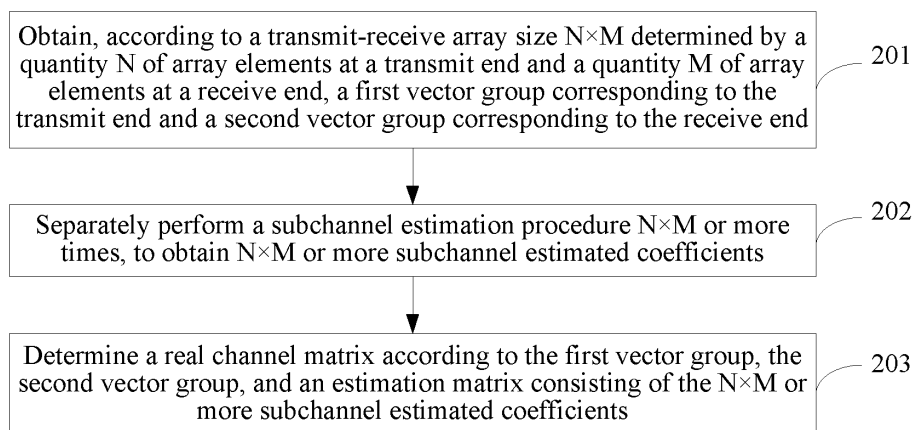 Obtain, according to a transmit-receive array size N×M determined by a
quantity N of array elements at a transmit end and a quantity M of array
elements at a receive end, a first vector group corresponding to the
transmit end and a second vector group corresponding to the receive end
201
Separately perform a subchannel estimation procedure N×M or more
times, to obtain N×M or more subchannel estimated coefficients
202
Determine a real channel matrix according to the first vector group, the
second vector group, and an estimation matrix consisting of the N×M or
more subchannel estimated coefficients
203